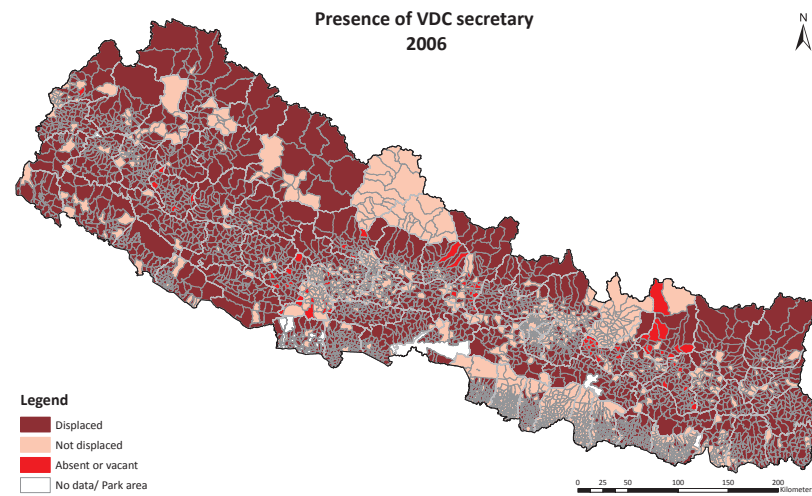 Presence of VDC secretary
2006
N
Legend
Displaced
Not displaced
Absent or vacant
No data/ Park area
0 25 50 100 150 200
Kilometers